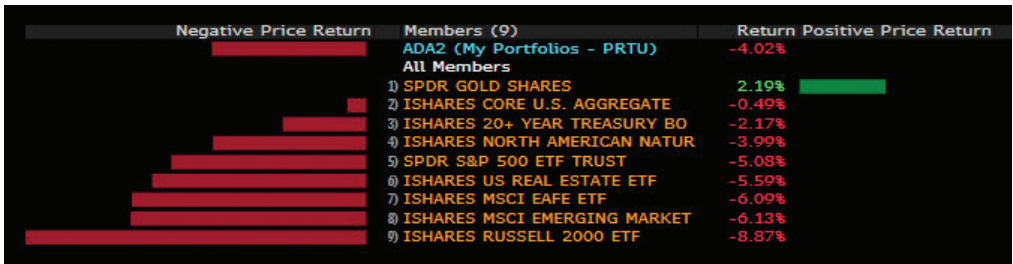 Negative Price Return Members (9) Return Positive Price Return
ADA2 (My Portfolios - PRTU) -4.02%
All Members
1) SPDR GOLD SHARES 2.19%
2) ISHARES CORE U.S. AGGREGATE -0.49%
3) ISHARES 20+ YEAR TREASURY BO -2.17%
4) ISHARES NORTH AMERICAN NATUR -3.99%
5) SPDR S&P 500 ETF TRUST -5.08%
6) ISHARES US REAL ESTATE ETF -5.59%
7) ISHARES MSCI EAFE ETF -6.09%
8) ISHARES MSCI EMERGING MARKET -6.13%
9) ISHARES RUSSELL 2000 ETF -8.87%